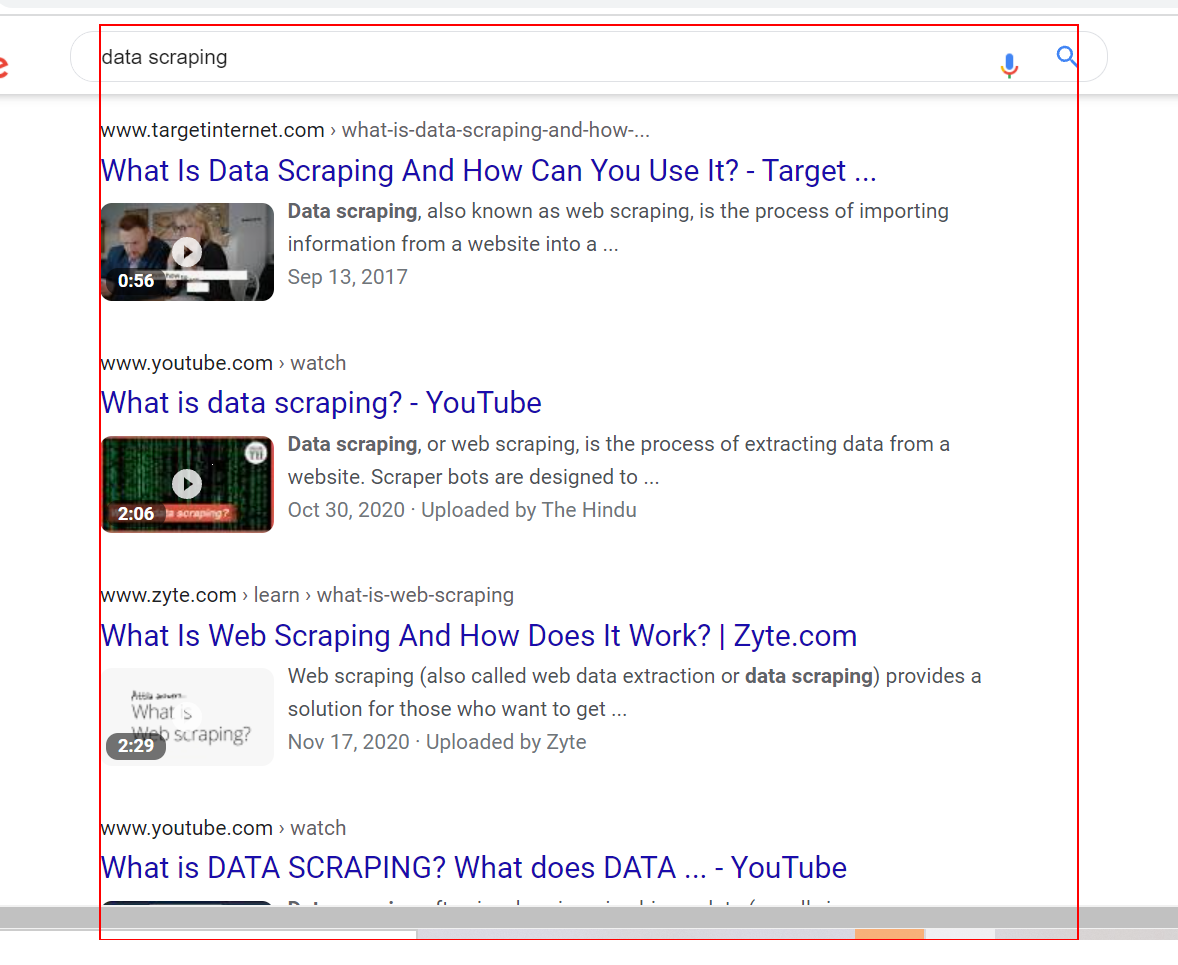 data scraping
www.targetinternet.com › what-is-data-scraping-and-how-...
What Is Data Scraping And How Can You Use It? - Target ...
Data scraping, also known as web scraping, is the process of importing
information from a website into a ...
0:56
Sep 13, 2017
www.youtube.com › watch
What is data scraping? - YouTube
Data scraping, or web scraping, is the process of extracting data from a
website. Scraper bots are designed to ...
2:06 data scraping?
Oct 30, 2020 · Uploaded by The Hindu
www.zyte.com › learn › what-is-web-scraping
What Is Web Scraping And How Does It Work? | Zyte.com
Web scraping (also called web data extraction or data scraping) provides a
solution for those who want to get ...
What is
Web scraping?
2:29
Nov 17, 2020 · Uploaded by Zyte
www.youtube.com › watch
What is DATA SCRAPING? What does DATA ... - YouTube